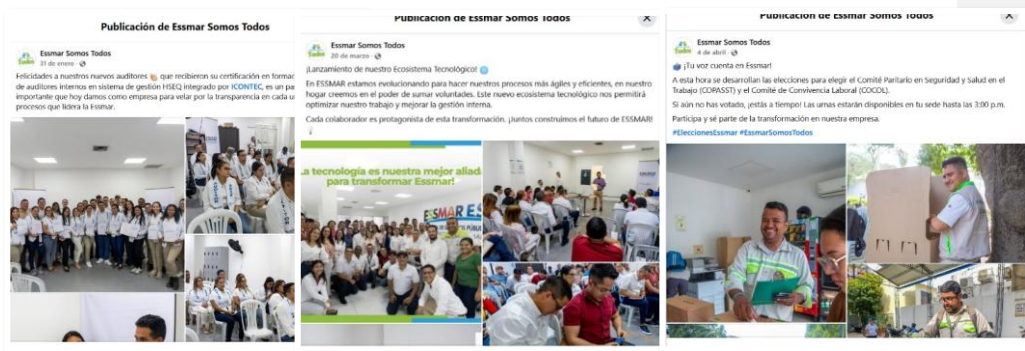 Publicación de Essmar Somos Todos
Essmar Somos Todos
31 de enero
Felicidades a nuestros nuevos auditores 👏 que recibieron su certificación en formac
de auditores internos en sistema de gestión HSEQ integrado por ICONTEC, es un pa
importante que hoy damos como empresa para velar por la transparencia en cada u
procesos que lidera la Essmar.
Publicación de Essmar Somos Todos
Essmar Somos Todos
20 de marzo
¡Lanzamiento de nuestro Ecosistema Tecnológico!
En ESSMAR estamos evolucionando para hacer nuestros procesos más ágiles y eficientes, en nuestro
hogar creemos en el poder de sumar voluntades. Este nuevo ecosistema tecnológico nos permitirá
optimizar nuestro trabajo y mejorar la gestión interna.
Cada colaborador es protagonista de esta transformación. ¡Juntos construimos el futuro de ESSMAR!
a tecnología es nuestra mejor aliad
para transformar Essmar!
ESSMAR ES
Publicación de Essmar Somos Todos
Essmar Somos Todos
4 de abril
🗳️ ¡Tu voz cuenta en Essmar!
A esta hora se desarrollan las elecciones para elegir el Comité Paritario en Seguridad y Salud en el
Trabajo (COPASST) y el Comité de Convivencia Laboral (COCOL).
Si aún no has votado, ¡estás a tiempo! Las urnas estarán disponibles en tu sede hasta las 3:00 p.m.
Participa y sé parte de la transformación en nuestra empresa.
#EleccionesEssmar #EssmarSomosTodos